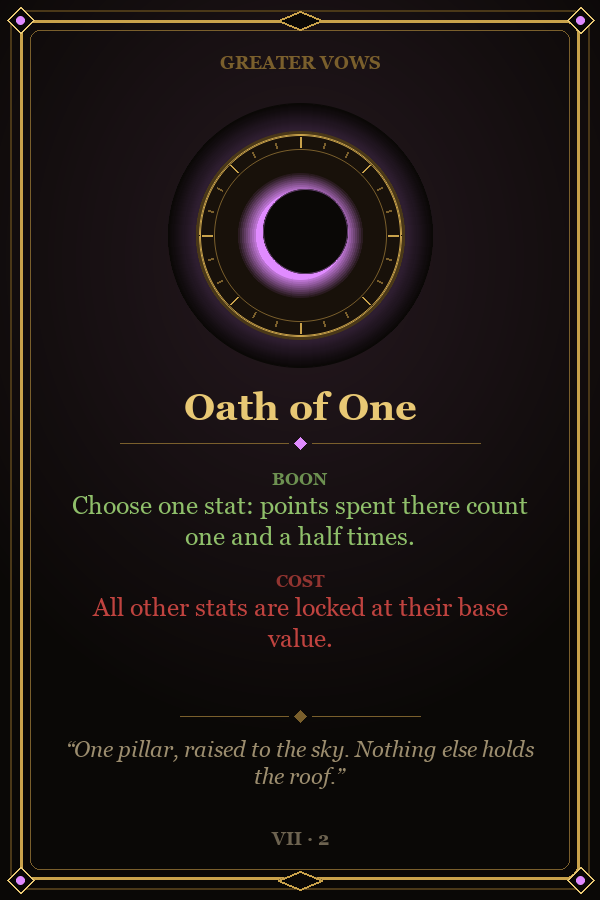 GREATER VOWS
Oath of One
BOON
Choose one stat: points spent there count
one and a half times.
COST
All other stats are locked at their base
value.
“One pillar, raised to the sky. Nothing else holds
the roof.”
VII · 2